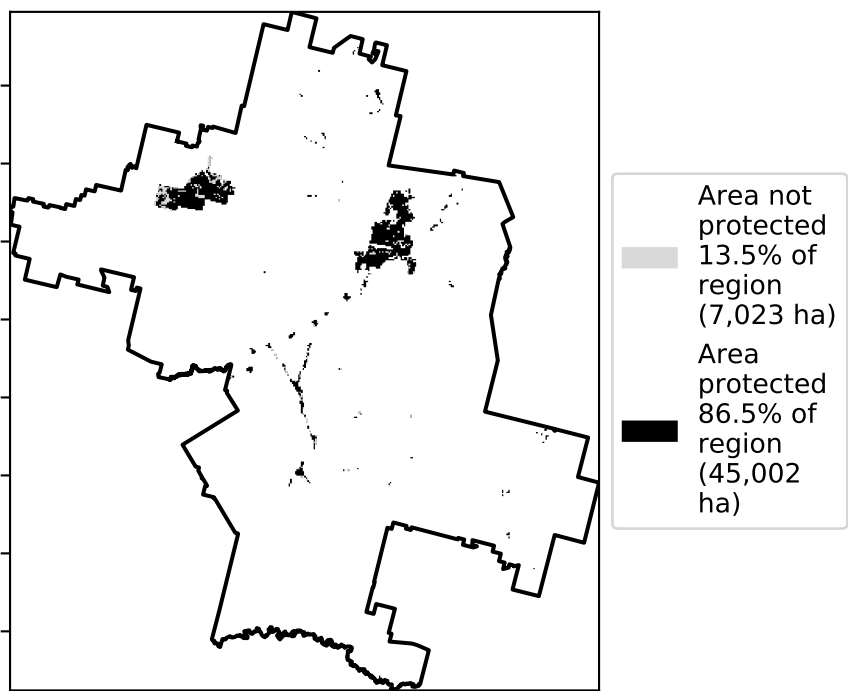 Area not
protected
13.5% of
region
(7,023 ha)
Area
protected
86.5% of
region
(45,002
ha)